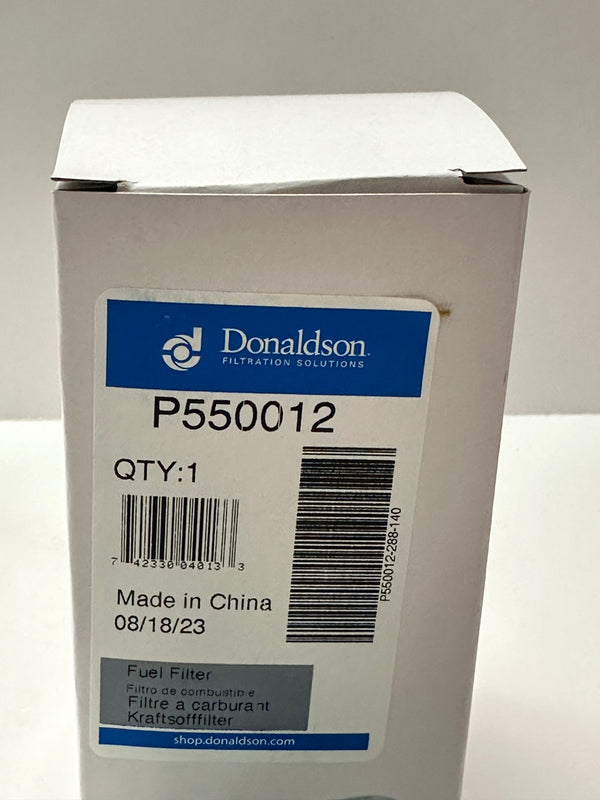 Donaldson.
FILTRATION SOLUTIONS
P550012
QTY:1
7 42330 04013 3
P550012-288-140
Made in China
08/18/23
Fuel Filter
Filtro de combustible
Filtre a carburant
Kraftsofffilter
shop.donaldson.com